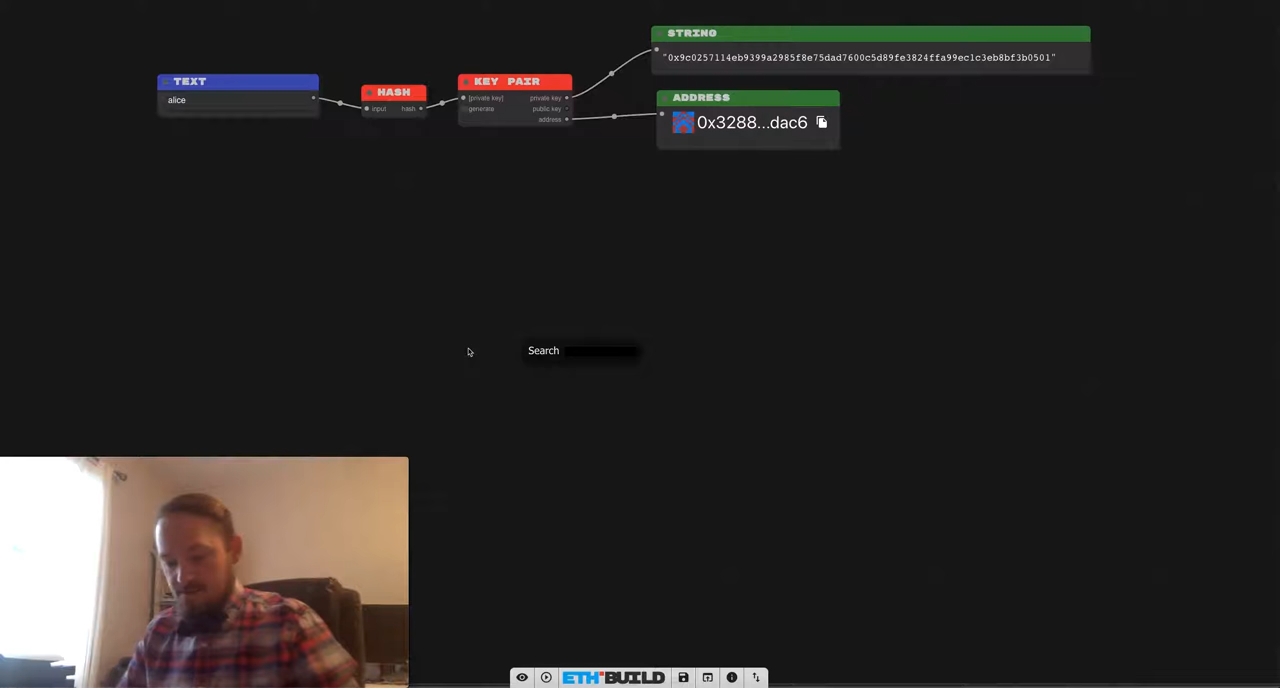 STRING
"0x9c0257114eb9399a2985f8e75dad7600c5d89fe3824ffa99ec1c3eb8bf3b0501"
TEXT
alice
HASH
input hash
KEY PAIR
[private key] private key
generate public key
address
ADDRESS
0x3288...dac6
Search
ETH BUILD